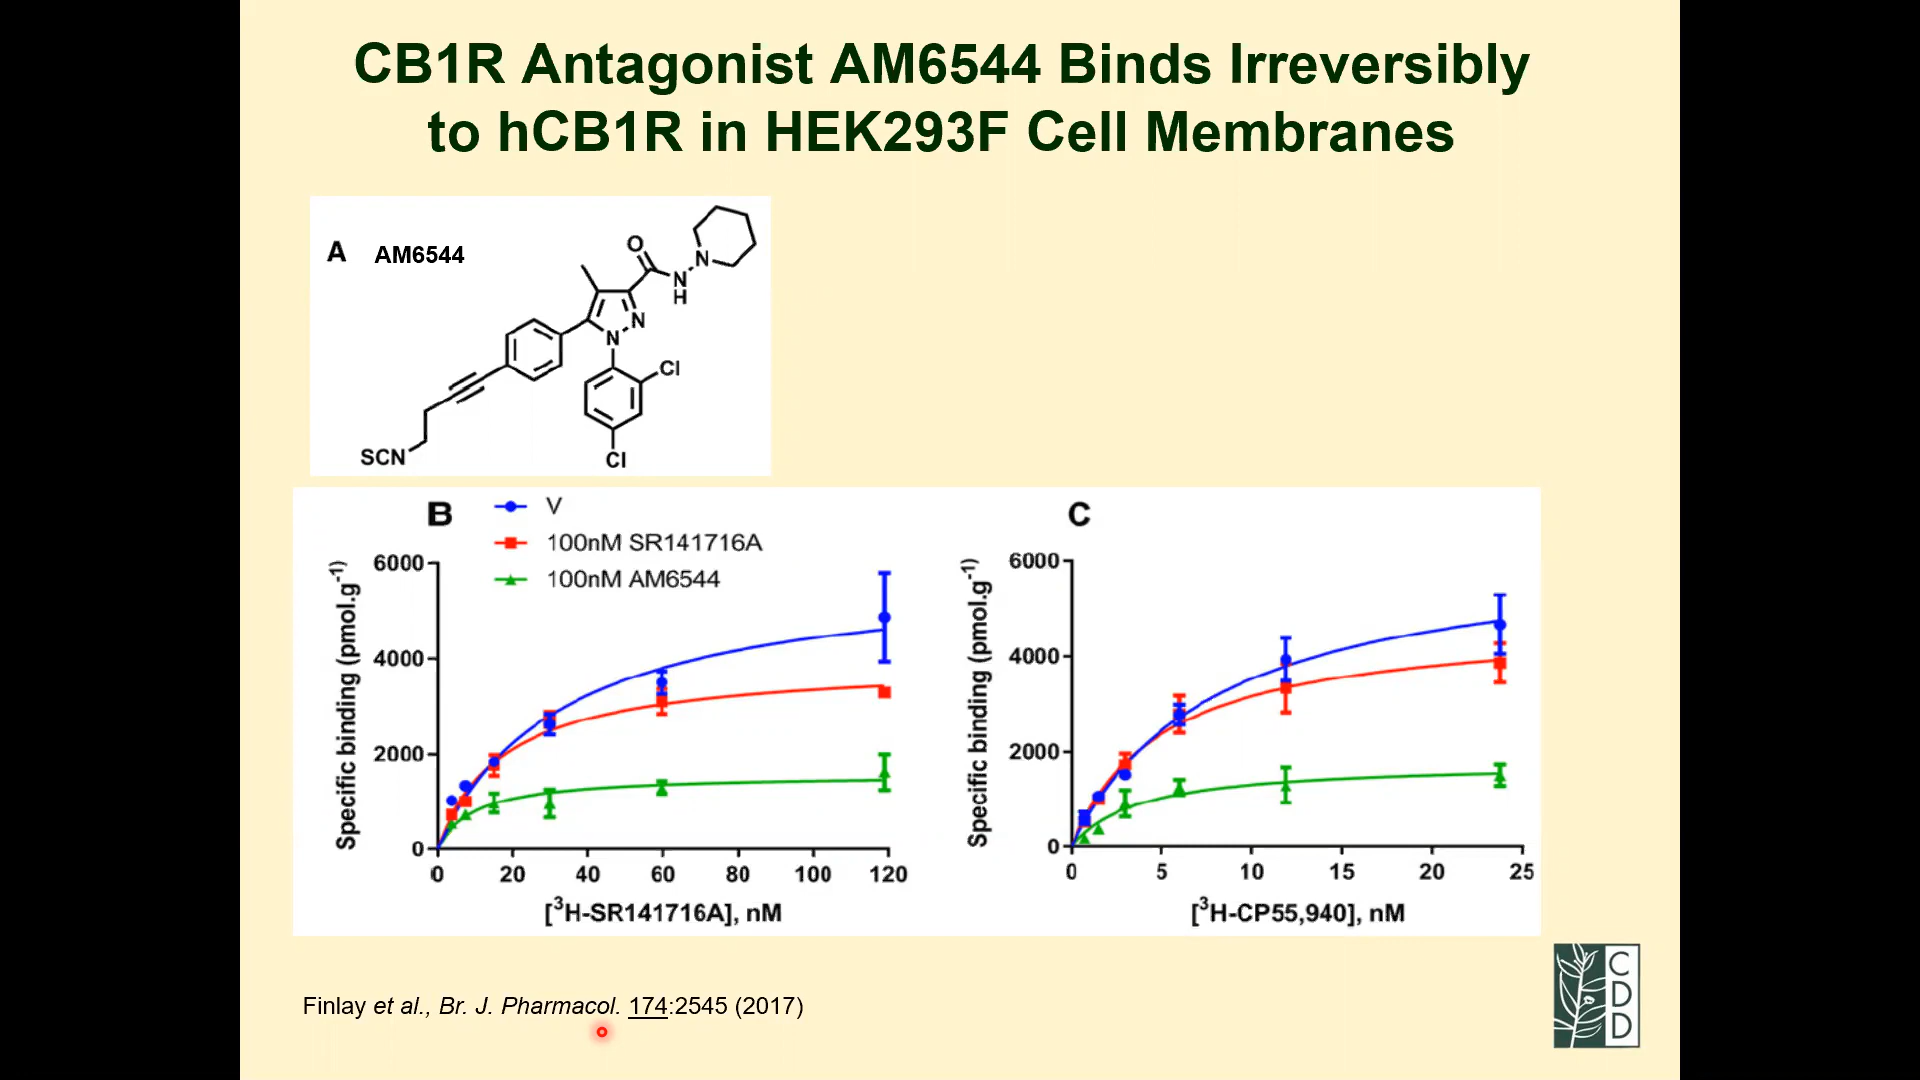 CB1R Antagonist AM6544 Binds Irreversibly
to hCB1R in HEK293F Cell Membranes
A AM6544
O
N
N
H
N
N
Cl
Cl
SCN
B
V
100nM SR141716A
100nM AM6544
Specific binding (pmol.g⁻¹)
6000
4000
2000
0
0 20 40 60 80 100 120
[³H-SR141716A], nM
C
Specific binding (pmol.g⁻¹)
6000
4000
2000
0
0 5 10 15 20 25
[³H-CP55,940], nM
Finlay et al., Br. J. Pharmacol. 174:2545 (2017)
C
D
D